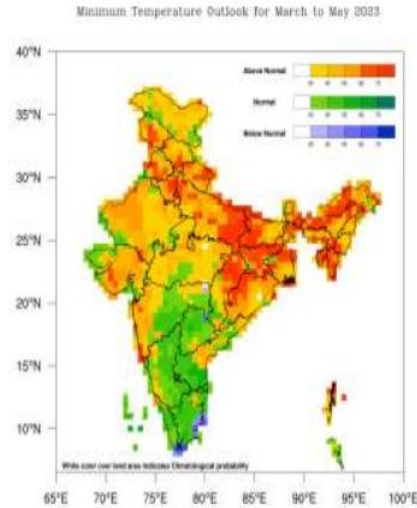 Minimum Temperature Outlook for March to May 2023
40°N
35°N
30°N
25°N
20°N
15°N
10°N
Above Normal
Normal
Below Normal
White color over land area indicates Climatological probability
65°E 70°E 75°E 80°E 85°E 90°E 95°E 100°E